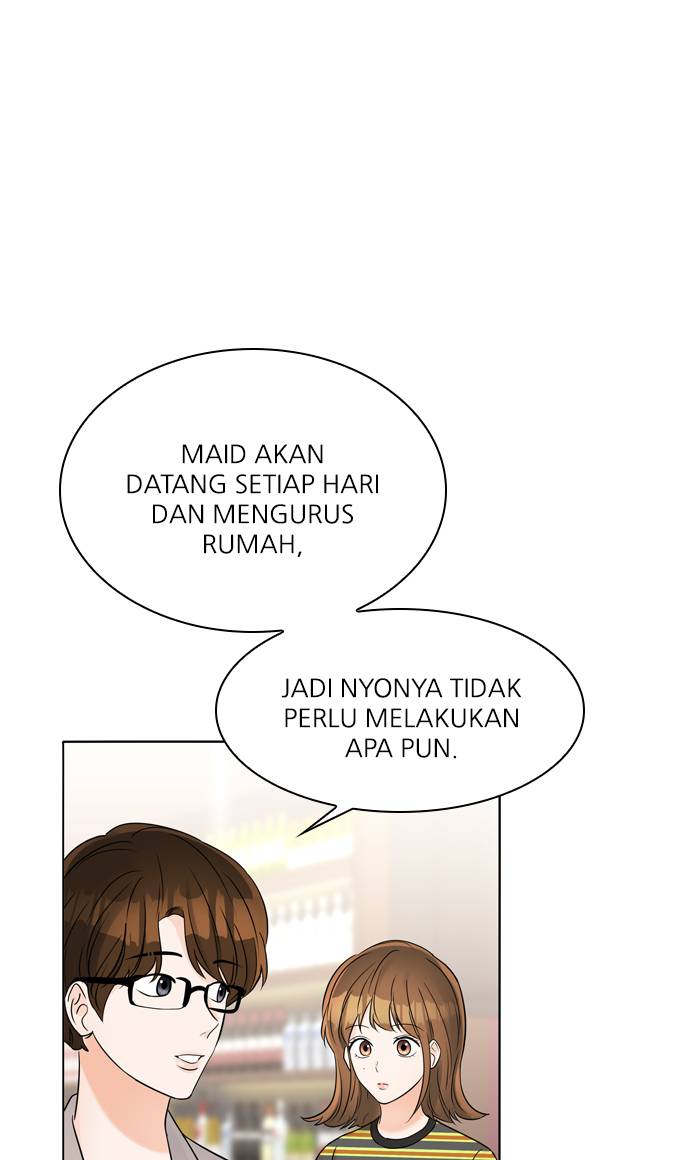 MAID AKAN
DATANG SETIAP HARI
DAN MENGURUS
RUMAH,
JADI NYONYA TIDAK
PERLU MELAKUKAN
APA PUN.